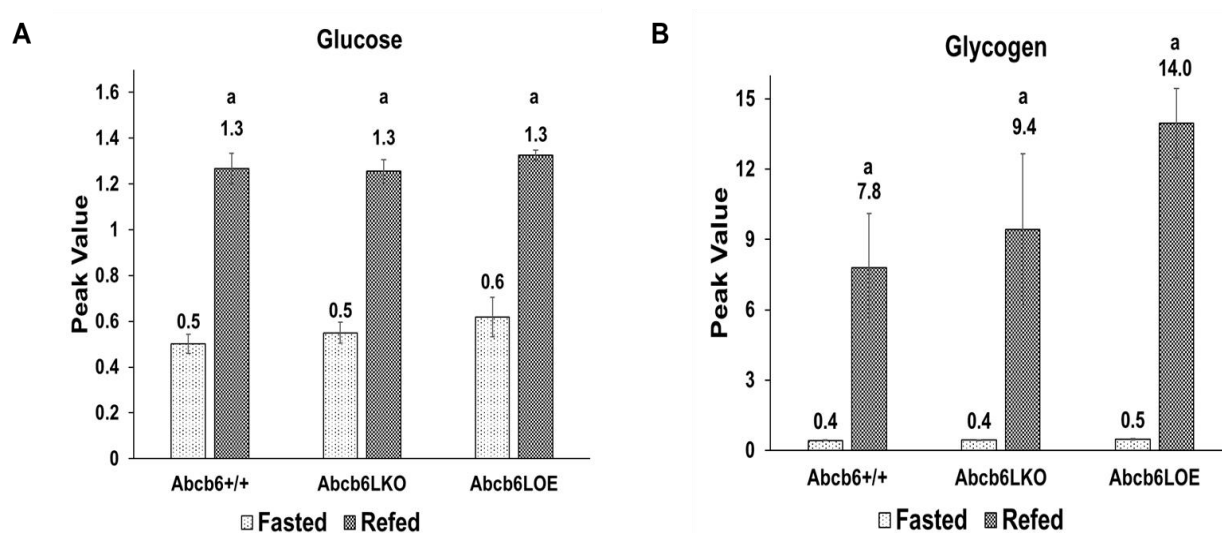 A
Glucose
Peak Value
1.6
1.4
1.2
1
0.8
0.6
0.4
0.2
0
a
1.3
0.5
a
1.3
0.5
a
1.3
0.6
Abcb6+/+ Abcb6LKO Abcb6LOE
Fasted Refed
B
Glycogen
Peak Value
15
12
9
6
3
0
a
7.8
0.4
a
9.4
0.4
a
14.0
0.5
Abcb6+/+ Abcb6LKO Abcb6LOE
Fasted Refed